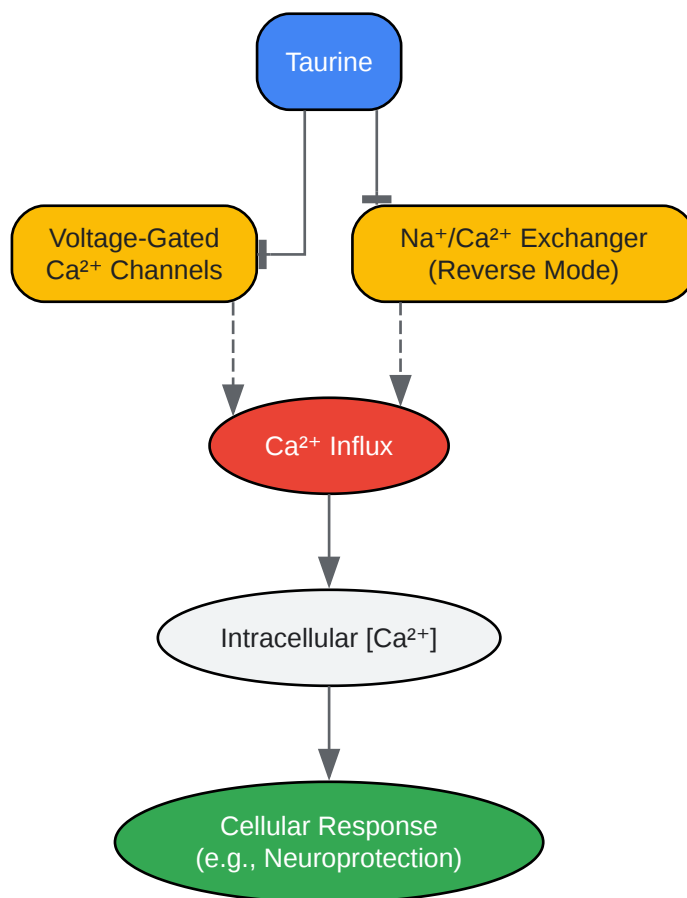 Taurine
Voltage-Gated
Ca²⁺ Channels
Na⁺/Ca²⁺ Exchanger
(Reverse Mode)
Ca²⁺ Influx
Intracellular [Ca²⁺]
Cellular Response
(e.g., Neuroprotection)